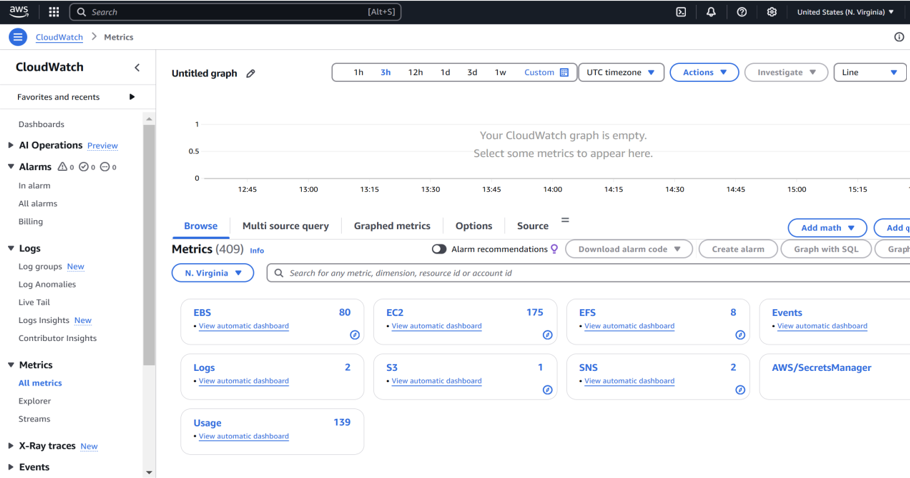 aws Search [Alt+S] United States (N. Virginia)
CloudWatch > Metrics
CloudWatch
Favorites and recents
Dashboards
AI Operations Preview
Alarms 0 0 0
In alarm
All alarms
Billing
Logs
Log groups New
Log Anomalies
Live Tail
Logs Insights New
Contributor Insights
Metrics
All metrics
Explorer
Streams
X-Ray traces New
Events
Untitled graph 1h 3h 12h 1d 3d 1w Custom UTC timezone Actions Investigate Line
1
0.5
0
Your CloudWatch graph is empty.
Select some metrics to appear here.
12:45 13:00 13:15 13:30 13:45 14:00 14:15 14:30 14:45 15:00 15:15
Browse Multi source query Graphed metrics Options Source Add math Add
Metrics (409) Info Alarm recommendations Download alarm code Create alarm Graph with SQL
N. Virginia Search for any metric, dimension, resource id or account id
EBS 80
• View automatic dashboard
EC2 175
• View automatic dashboard
EFS 8
• View automatic dashboard
Events
• View automatic dashboard
Logs 2
• View automatic dashboard
S3 1
• View automatic dashboard
SNS 2
• View automatic dashboard
AWS/SecretsManager
Usage 139
• View automatic dashboard